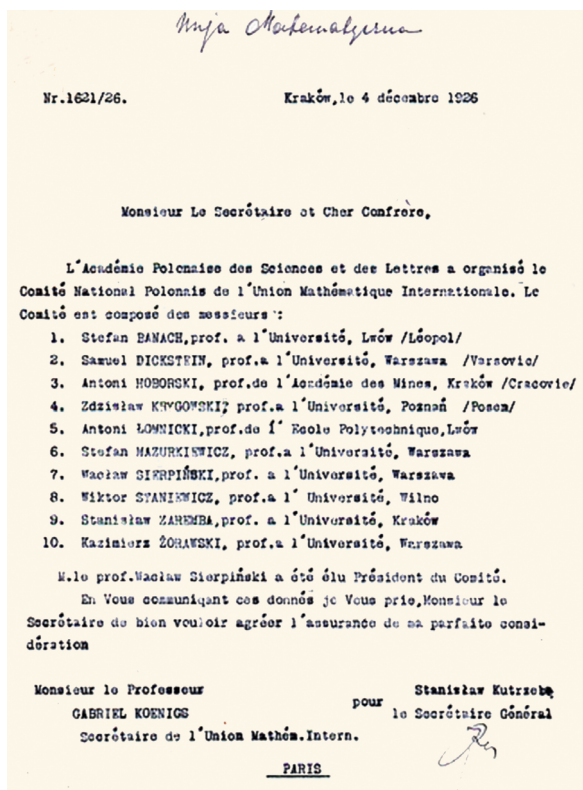 Unja Matematyczna
Nr.1621/26. Kraków,le 4 décembre 1926
Monsieur Le Secrétaire et Cher Confrère,
L'Académie Polonaise des Sciences et des Lettres a organisé le
Comité National Polonais de l'Union Mathématique Internationale. Le
Comité est composé des messieurs :
1. Stefan BANACH,prof. a l'Université, Lwów /Léopol/
2. Samuel DICKSTEIN, prof.a l'Université, Warszawa /Varsovie/
3. Antoni HOBORSKI, prof.de l'Académie des Mines, Kraków /Cracovie/
4. Zdzisław KRYGOWSKI, prof.a l'Université, Poznań /Posen/
5. Antoni ŁOMNICKI,prof.de l' Ecole Polytechnique,Lwów
6. Stefan MAZURKIEWICZ, prof.a l'Université, Warszawa
7. Wacław SIERPIŃSKI,prof. a l'Université, Warszawa
8. Wiktor STANIEWICZ, prof.a l' Université, Wilno
9. Stanisław ZAREMBA,prof. a l'Université, Kraków
10. Kazimierz ŻORAWSKI, prof.a l'Université, Warszawa
M.le prof.Wacław Sierpiński a été élu Président du Comité.
En Vous communiqant ces donnés je Vous prie,Monsieur le
Secrétaire de bien vouloir agréer l'assurance de ma parfaite consi-
dération
Monsieur le Professeur
GABRIEL KOENIGS
Secrétaire de l'Union Mathém.Intern.
PARIS
pour
Stanisław Kutrzeba
le Secrétaire Général